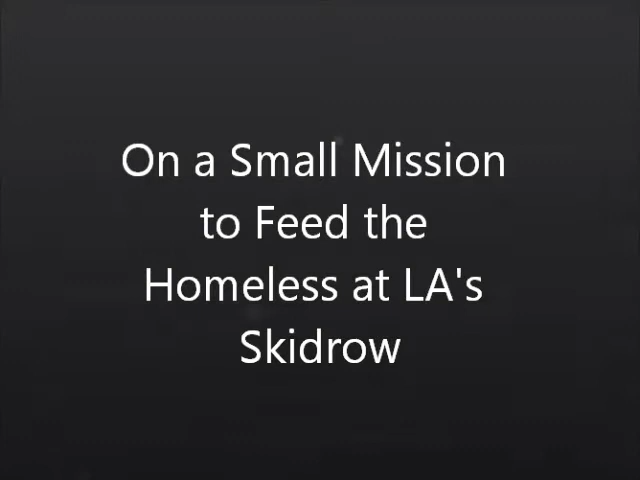 On a Small Mission
to Feed the
Homeless at LA's
Skidrow